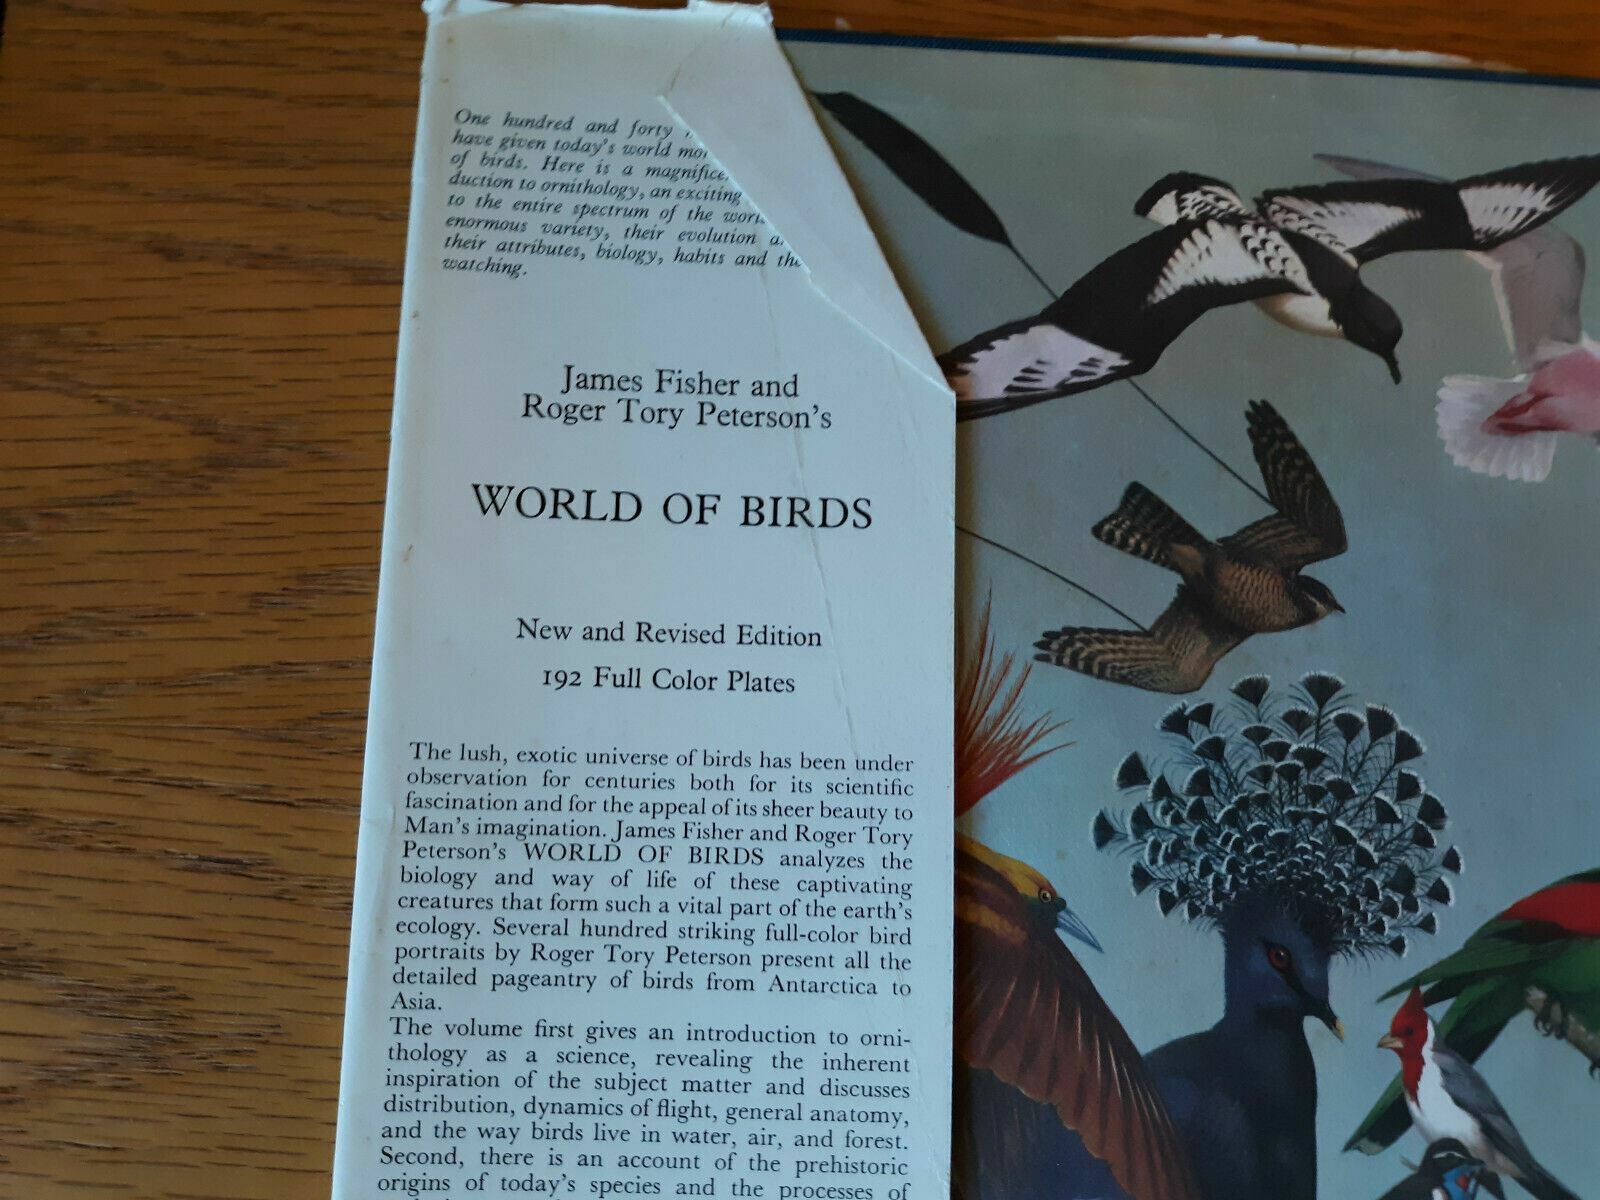 One hundred and forty
have given today's world
of birds. Here is a
duction to ornithology, an exciting
to the entire spectrum of the
enormous variety, their evolution
their attributes, biology, habits and
watching.
James Fisher and
Roger Tory Peterson's
WORLD OF BIRDS
New and Revised Edition
192 Full Color Plates
The lush, exotic universe of birds has been under
observation for centuries both for its scientific
fascination and for the appeal of its sheer beauty to
Man's imagination. James Fisher and Roger Tory
Peterson's WORLD OF BIRDS analyzes the
biology and way of life of these captivating
creatures that form such a vital part of the earth's
ecology. Several hundred striking full-color bird
portraits by Roger Tory Peterson present all the
detailed pageantry of birds from Antarctica to
Asia.
The volume first gives an introduction to orni-
thology as a science, revealing the inherent
inspiration of the subject matter and discusses
distribution, dynamics of flight, general anatomy,
and the way birds live in water, air, and forest.
Second, there is an account of the prehistoric
origins of today's species and the processes of